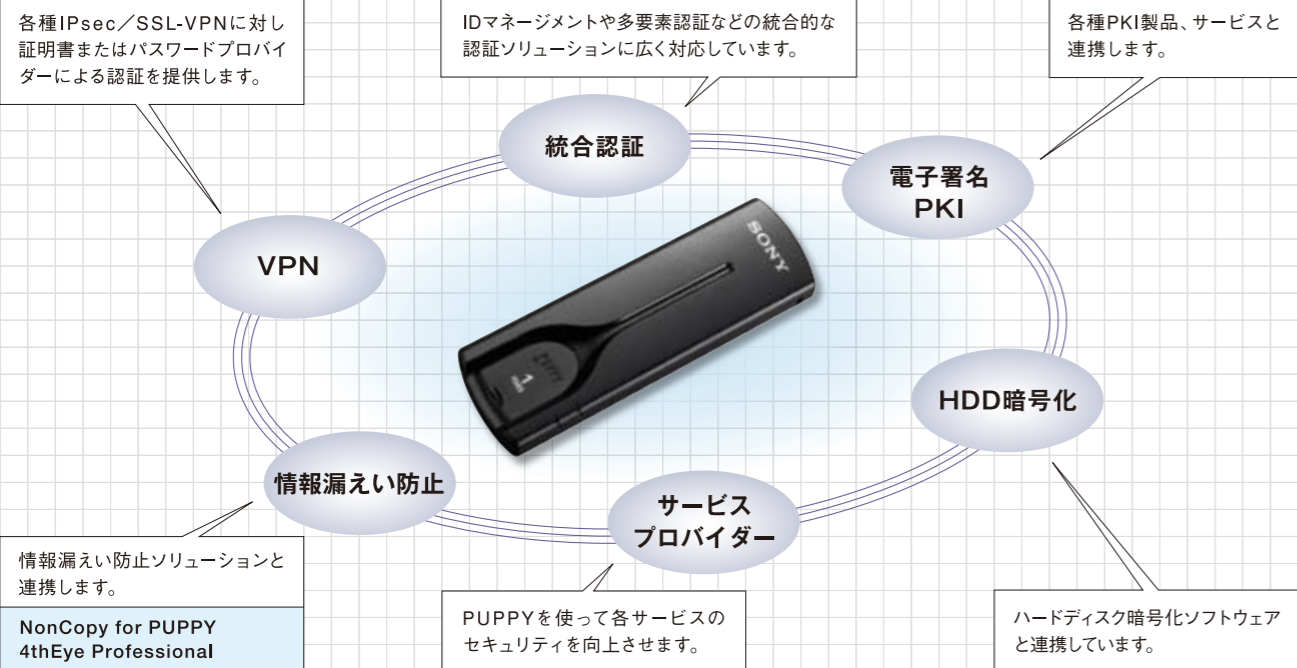 各種IPsec／SSL-VPNに対し
証明書またはパスワードプロバイ
ダーによる認証を提供します。
IDマネージメントや多要素認証などの統合的な
認証ソリューションに広く対応しています。
各種PKI製品、サービスと
連携します。
統合認証
電子署名
PKI
VPN
SONY
PUPPY
HDD暗号化
情報漏えい防止
サービス
プロバイダー
情報漏えい防止ソリューションと
連携します。
NonCopy for PUPPY
4thEye Professional
PUPPYを使って各サービスの
セキュリティを向上させます。
ハードディスク暗号化ソフトウェア
と連携しています。